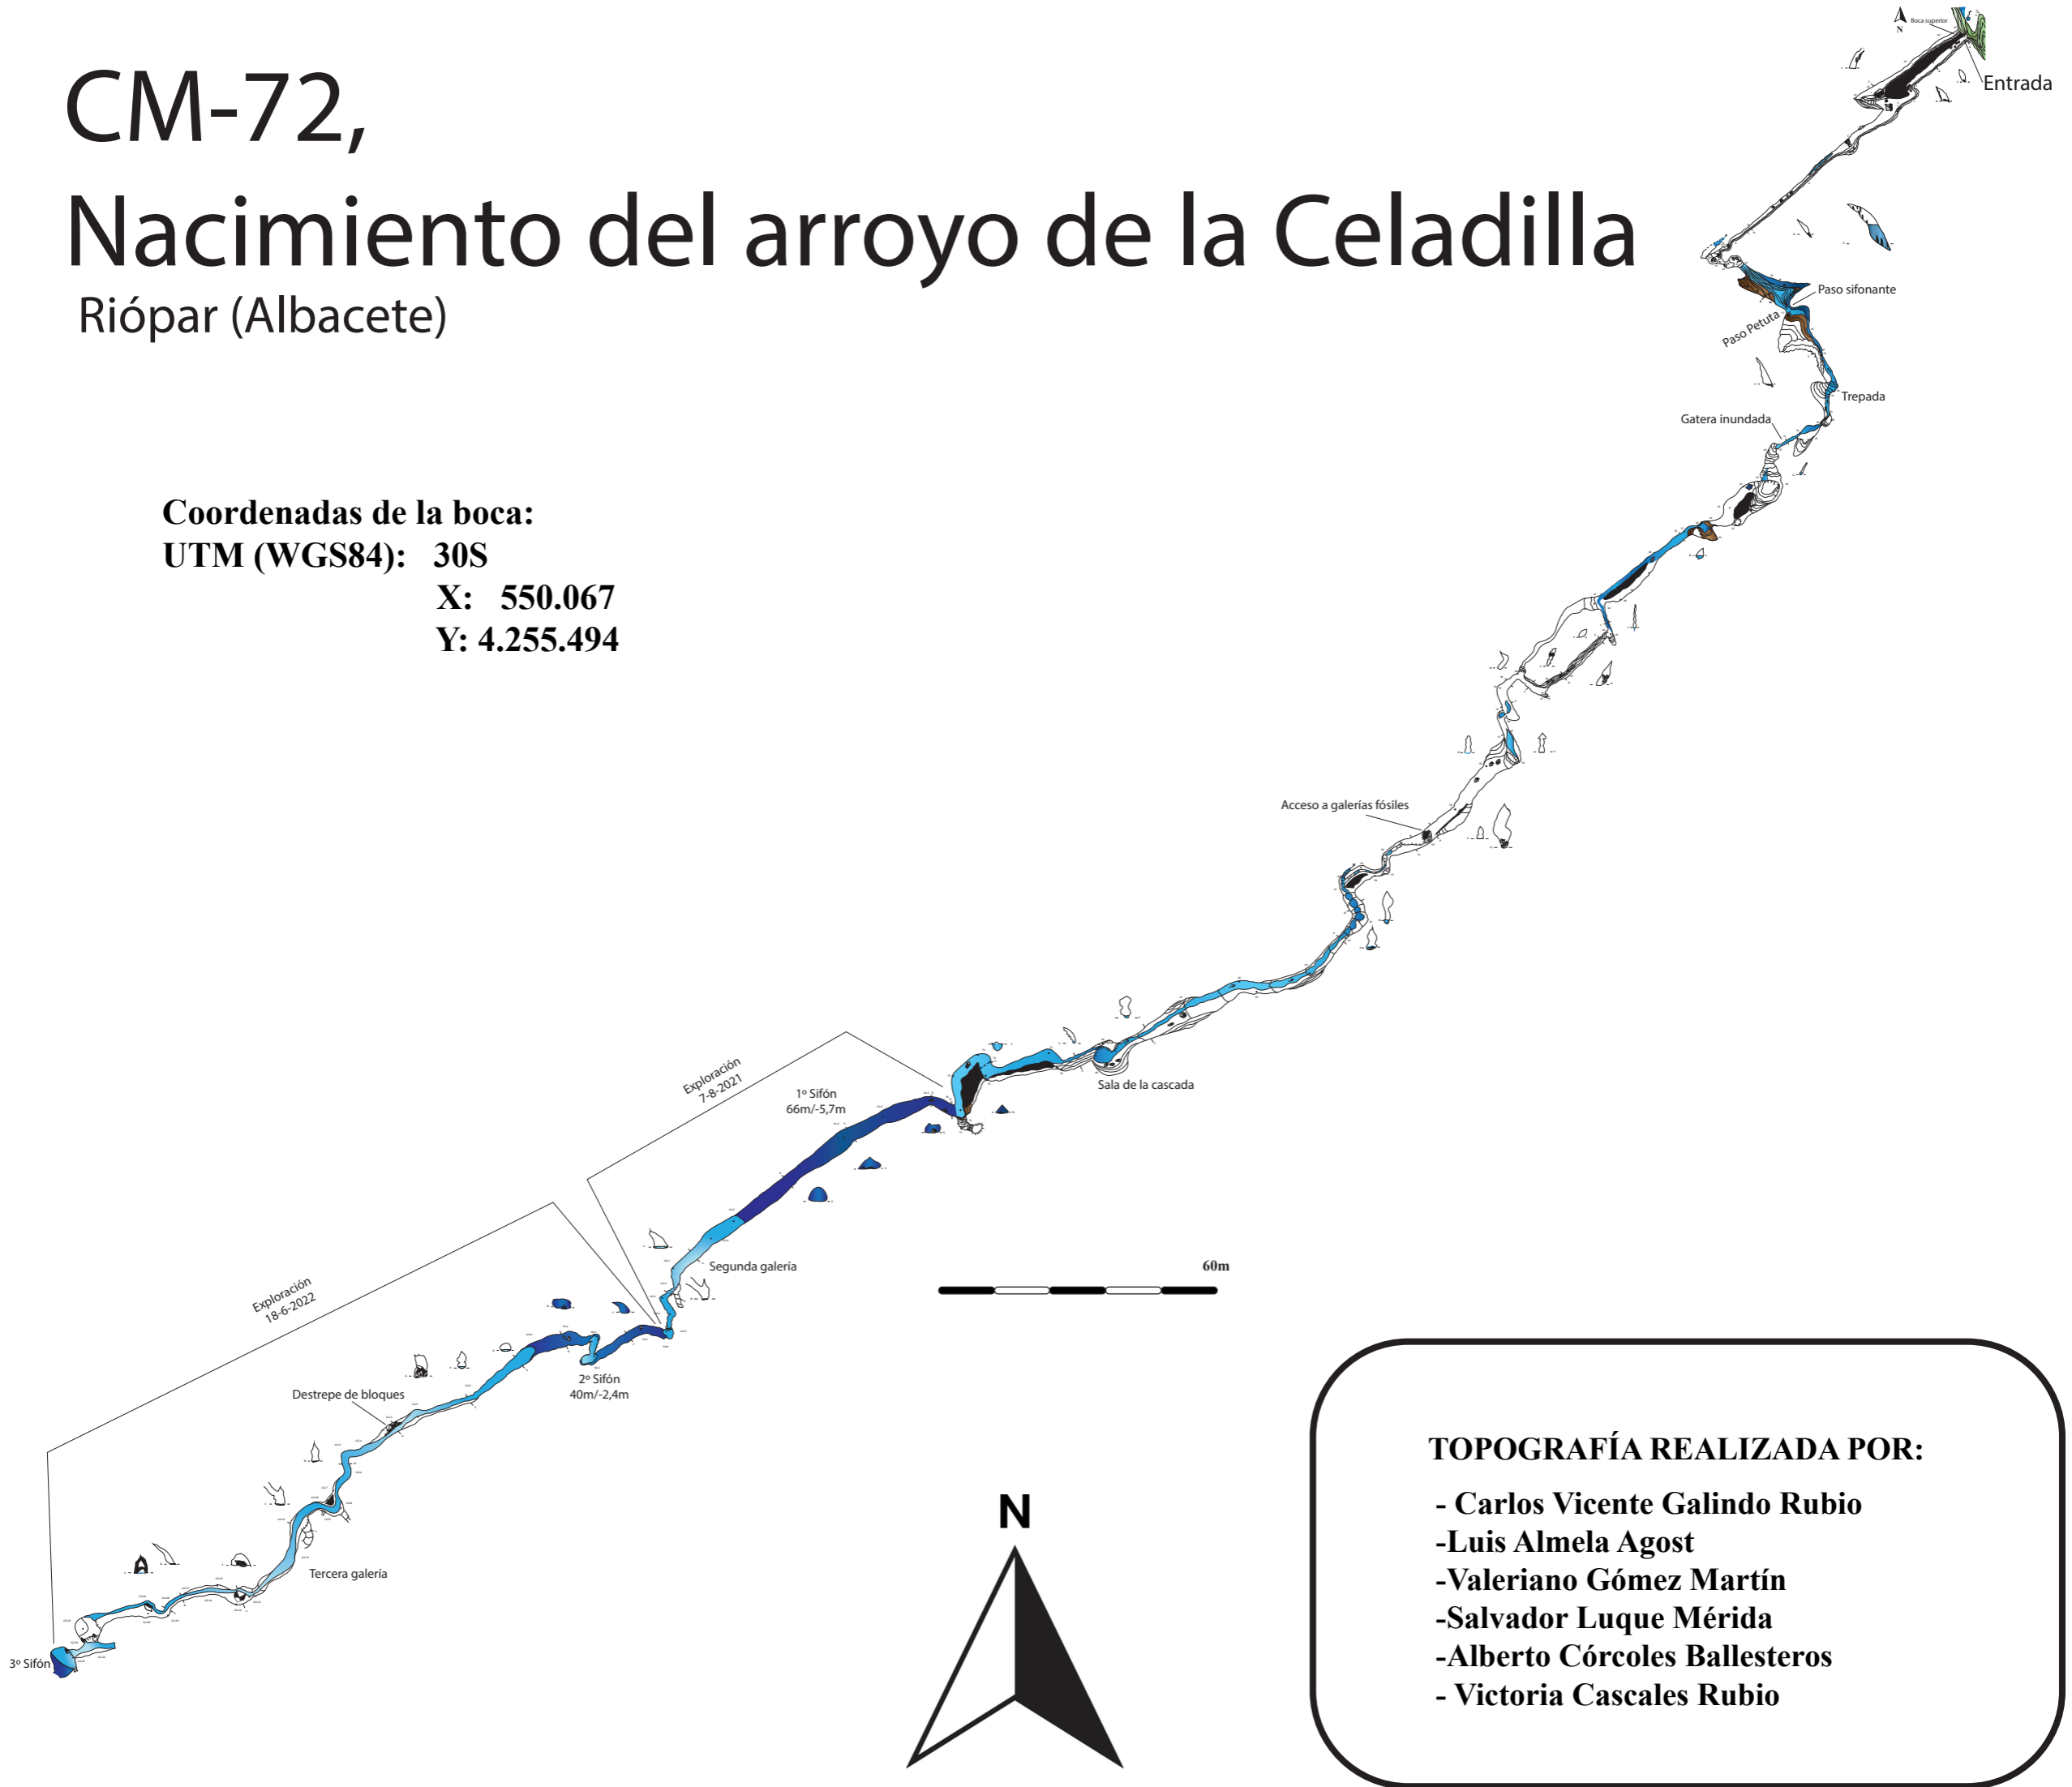 CM-72,
Nacimiento del arroyo de la Celadilla
Riópar (Albacete)
Boca superior
N
Entrada
Paso sifonante
Paso Petuta
Trepada
Gatera inundada
Coordenadas de la boca:
UTM (WGS84): 30S
X: 550.067
Y: 4.255.494
Acceso a galerías fósiles
Sala de la cascada
Exploración
7-8-2021
1º Sifón
66m/-5,7m
Segunda galería
60m
Exploración
18-6-2022
2º Sifón
40m/-2,4m
Destrepe de bloques
Tercera galería
3º Sifón
N
TOPOGRAFÍA REALIZADA POR:
- Carlos Vicente Galindo Rubio
-Luis Almela Agost
-Valeriano Gómez Martín
-Salvador Luque Mérida
-Alberto Córcoles Ballesteros
- Victoria Cascales Rubio